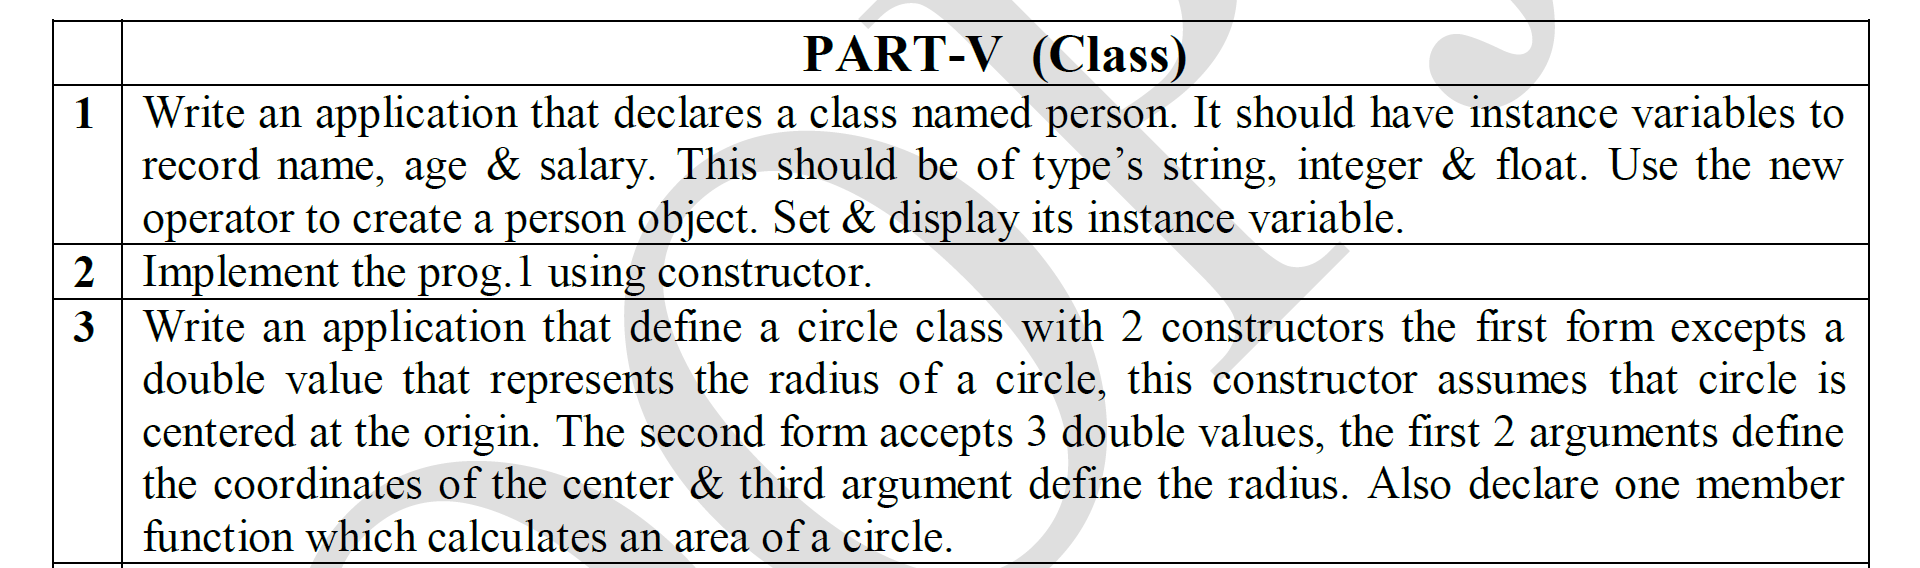 PART-V (Class)
1 Write an application that declares a class named person. It should have instance variables to
record name, age & salary. This should be of type’s string, integer & float. Use the new
operator to create a person object. Set & display its instance variable.
2 Implement the prog.1 using constructor.
3 Write an application that define a circle class with 2 constructors the first form excepts a
double value that represents the radius of a circle, this constructor assumes that circle is
centered at the origin. The second form accepts 3 double values, the first 2 arguments define
the coordinates of the center & third argument define the radius. Also declare one member
function which calculates an area of a circle.